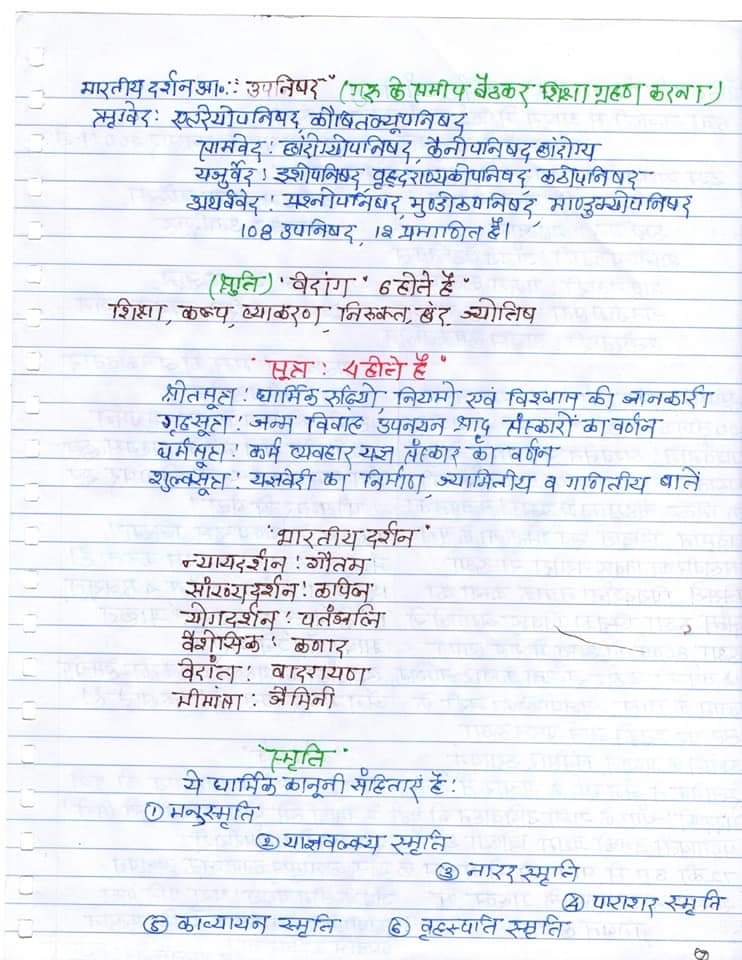 भारतीय दर्शन आ०:: उपनिषद (गुरु के समीप बैठकर शिक्षा ग्रहण करना)
ऋग्वेद: एतरेयोपनिषद, कौषितक्यूपनिषद
सामवेद: छांदोग्योपनिषद, कैनोपनिषद छांदोग्य
यजुर्वेद: इशोपनिषद, वृहदराण्यकोपनिषद, कठोपनिषद
अथर्ववेद: प्रश्नोपनिषद, मुण्डीकपनिषद, माण्डुक्योपनिषद
108 उपनिषद, 12 प्रमाणित है।
(श्रुति) "वेदांग" 6 होते है"
शिक्षा, कल्प, व्याकरण, निरुक्त, छंद, ज्योतिष
"सूत्र: 4 होते है"
श्रौतसूत्र: धार्मिक रुढियो, नियमो एवं विश्वास की जानकारी
गृहसूत्र: जन्म विवाह उपनयन श्राद्ध संस्कारों का वर्णन
धर्मसूत्र: कर्म व्यवहार यज्ञ संस्कार का वर्णन
शुल्वसूत्र: यज्ञवेदी का निर्माण, ज्यामितीय व गणितीय बातें
"भारतीय दर्शन"
न्यायदर्शन: गौतम
सांख्यदर्शन: कपिल
योगदर्शन: पतंजलि
वैशेसिक: कणाद
वेदांत: वादरायण
मीमांसा: जैमिनी
"स्मृति"
ये धार्मिक कानूनी संहिताएं है:
① मनुस्मृति
② याज्ञवल्क्य स्मृति
③ नारद स्मृति
④ पाराशर स्मृति
⑤ काव्यायन स्मृति ⑥ वृहस्पति स्मृति